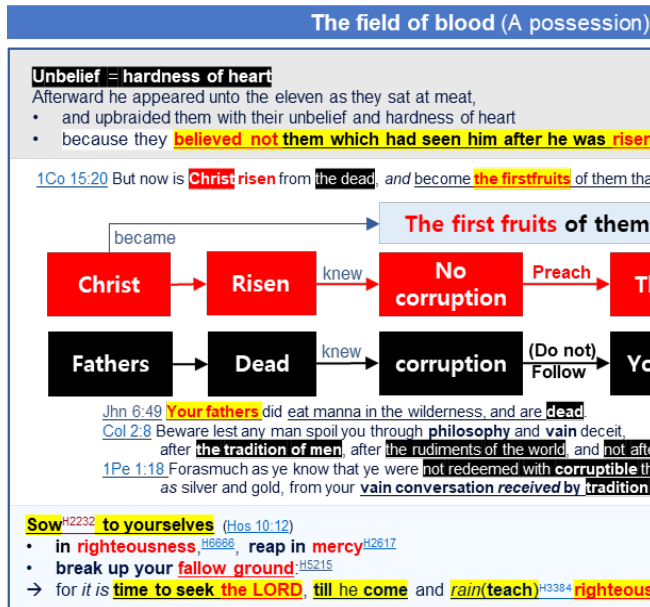 The field of blood (A possession)
Unbelief = hardness of heart
Afterward he appeared unto the eleven as they sat at meat,
• and upbraided them with their unbelief and hardness of heart
• because they believed not them which had seen him after he was risen
1Co 15:20 But now is Christ risen from the dead, and become the firstfruits of them tha
became
The first fruits of them
Christ
Risen
knew
No
corruption
Preach
Th
Fathers
Dead
knew
corruption
(Do not)
Follow
Yo
Jhn 6:49 Your fathers did eat manna in the wilderness, and are dead.
Col 2:8 Beware lest any man spoil you through philosophy and vain deceit,
after the tradition of men, after the rudiments of the world, and not afte
1Pe 1:18 Forasmuch as ye know that ye were not redeemed with corruptible th
as silver and gold, from your vain conversation received by tradition
Sow H2232 to yourselves (Hos 10:12)
• in righteousness, H6666, reap in mercy H2617
• break up your fallow ground: H5215
→ for it is time to seek the LORD, till he come and rain(teach) H3384 righteous